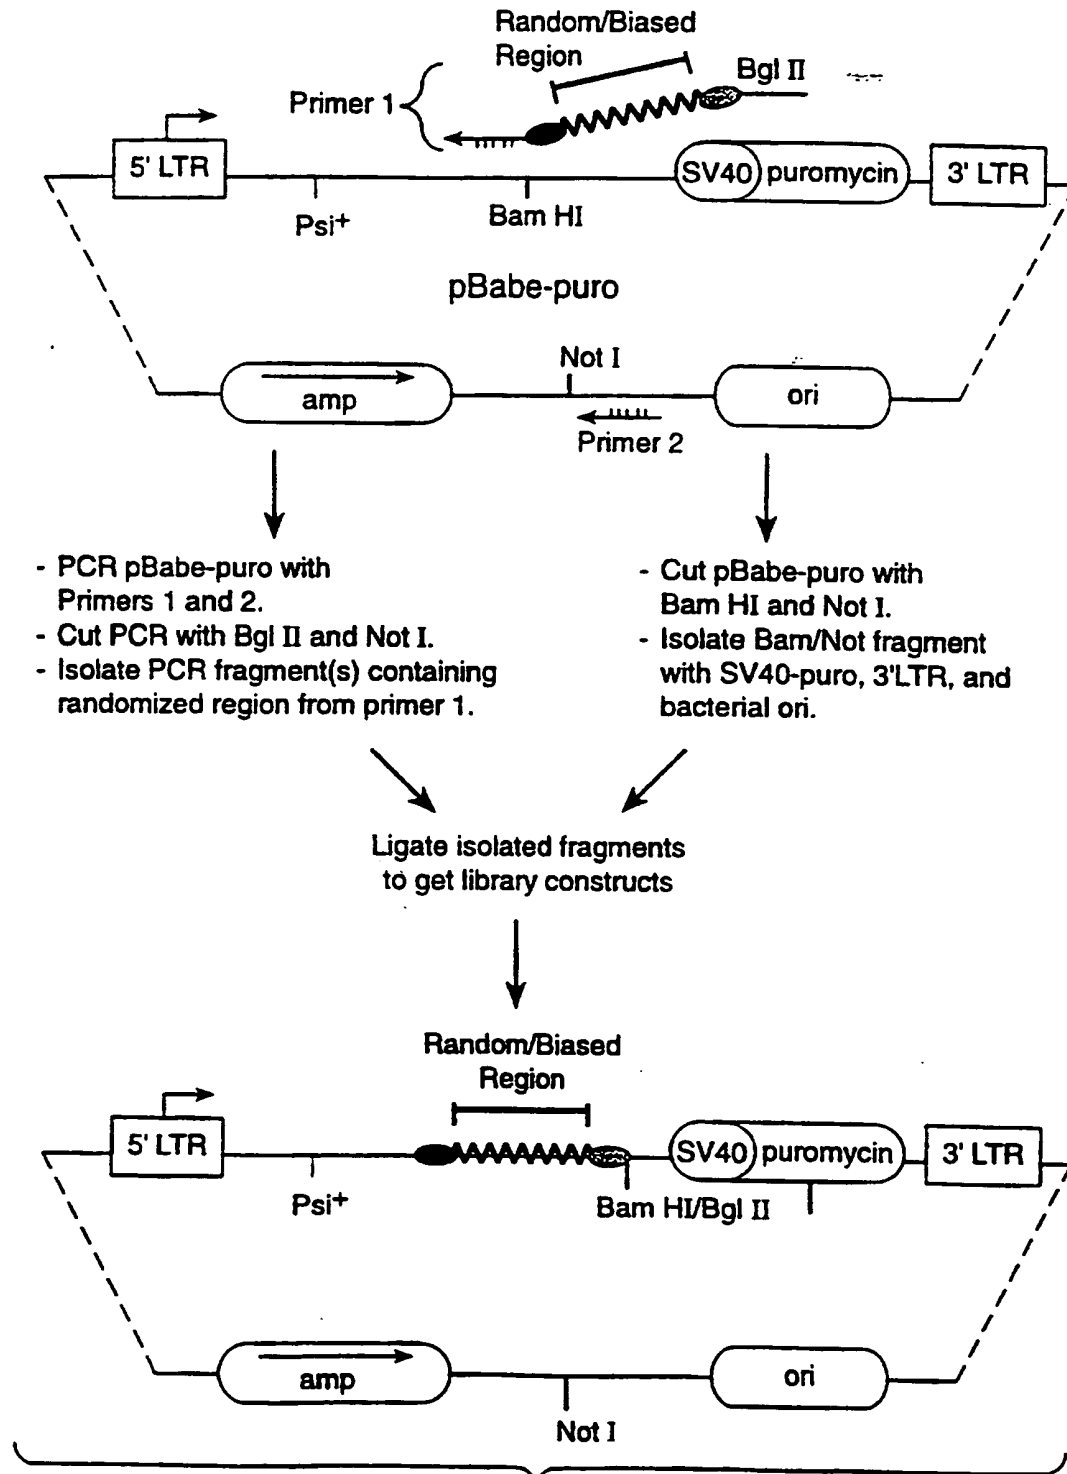 Random/Biased
Region
Bgl II
Primer 1
5' LTR
SV40
puromycin
3' LTR
Psi+
Bam HI
pBabe-puro
Not I
amp
ori
Primer 2
- PCR pBabe-puro with
Primers 1 and 2.
- Cut PCR with Bgl II and Not I.
- Isolate PCR fragment(s) containing
randomized region from primer 1.
- Cut pBabe-puro with
Bam HI and Not I.
- Isolate Bam/Not fragment
with SV40-puro, 3'LTR, and
bacterial ori.
Ligate isolated fragments
to get library constructs
Random/Biased
Region
5' LTR
SV40
puromycin
3' LTR
Psi+
Bam HI/Bgl II
amp
ori
Not I